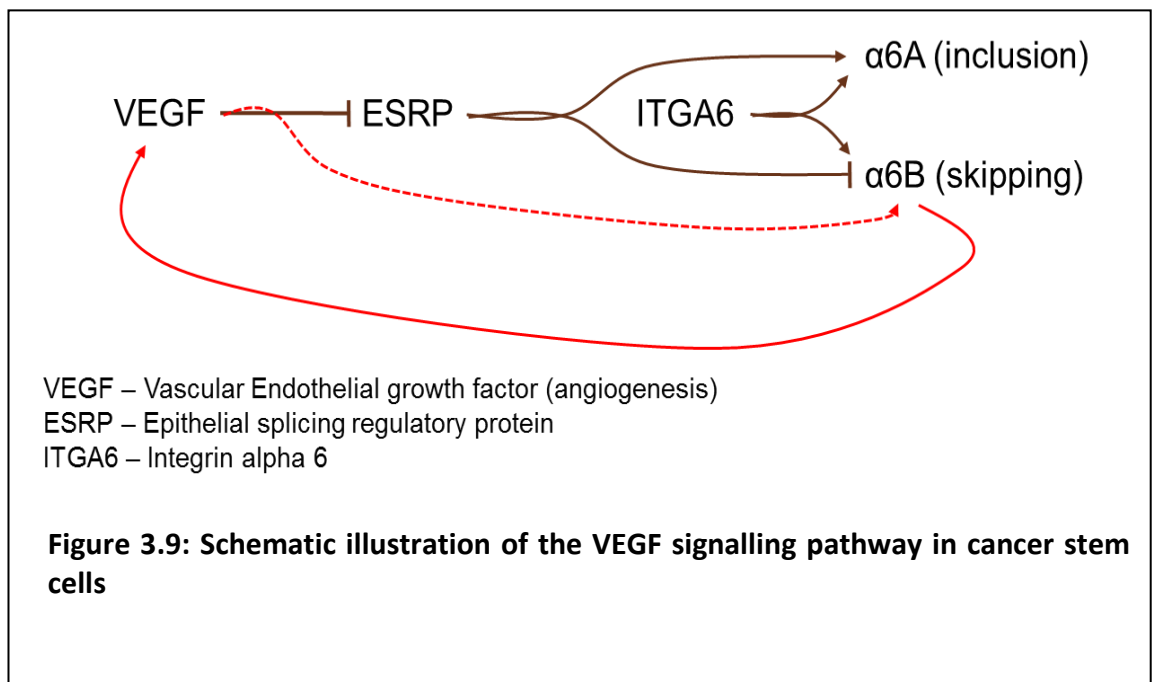 α6A (inclusion)
VEGF ESRP ITGA6
α6B (skipping)
VEGF – Vascular Endothelial growth factor (angiogenesis)
ESRP – Epithelial splicing regulatory protein
ITGA6 – Integrin alpha 6
Figure 3.9: Schematic illustration of the VEGF signalling pathway in cancer stem
cells